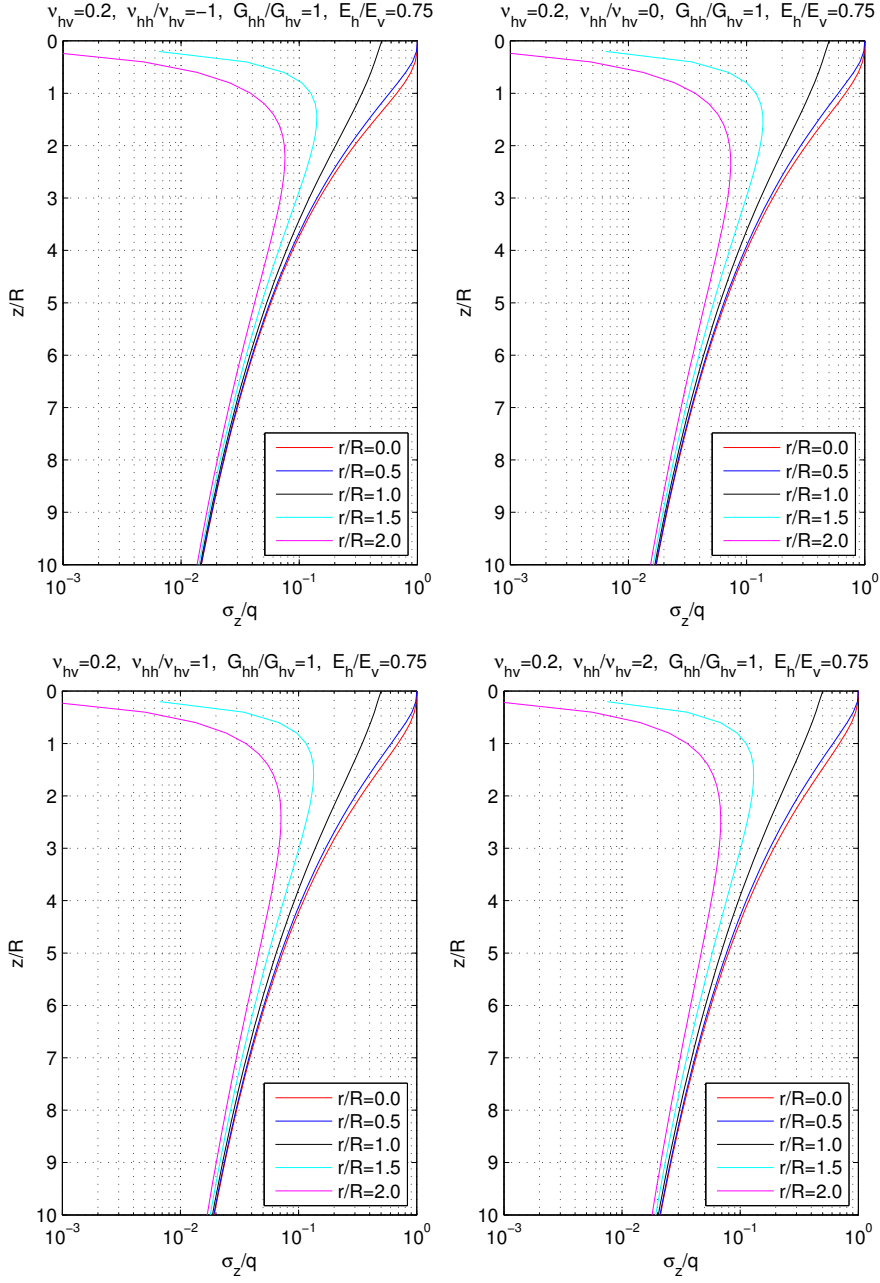 ν_hv=0.2, ν_hh/ν_hv=−1, G_hh/G_hv=1, E_h/E_v=0.75
0
1
2
3
4
5
6
7
8
9
10
z/R
10^−3
10^−2
10^−1
10^0
σ_z/q
r/R=0.0
r/R=0.5
r/R=1.0
r/R=1.5
r/R=2.0
ν_hv=0.2, ν_hh/ν_hv=0, G_hh/G_hv=1, E_h/E_v=0.75
0
1
2
3
4
5
6
7
8
9
10
z/R
10^−3
10^−2
10^−1
10^0
σ_z/q
r/R=0.0
r/R=0.5
r/R=1.0
r/R=1.5
r/R=2.0
ν_hv=0.2, ν_hh/ν_hv=1, G_hh/G_hv=1, E_h/E_v=0.75
0
1
2
3
4
5
6
7
8
9
10
z/R
10^−3
10^−2
10^−1
10^0
σ_z/q
r/R=0.0
r/R=0.5
r/R=1.0
r/R=1.5
r/R=2.0
ν_hv=0.2, ν_hh/ν_hv=2, G_hh/G_hv=1, E_h/E_v=0.75
0
1
2
3
4
5
6
7
8
9
10
z/R
10^−3
10^−2
10^−1
10^0
σ_z/q
r/R=0.0
r/R=0.5
r/R=1.0
r/R=1.5
r/R=2.0